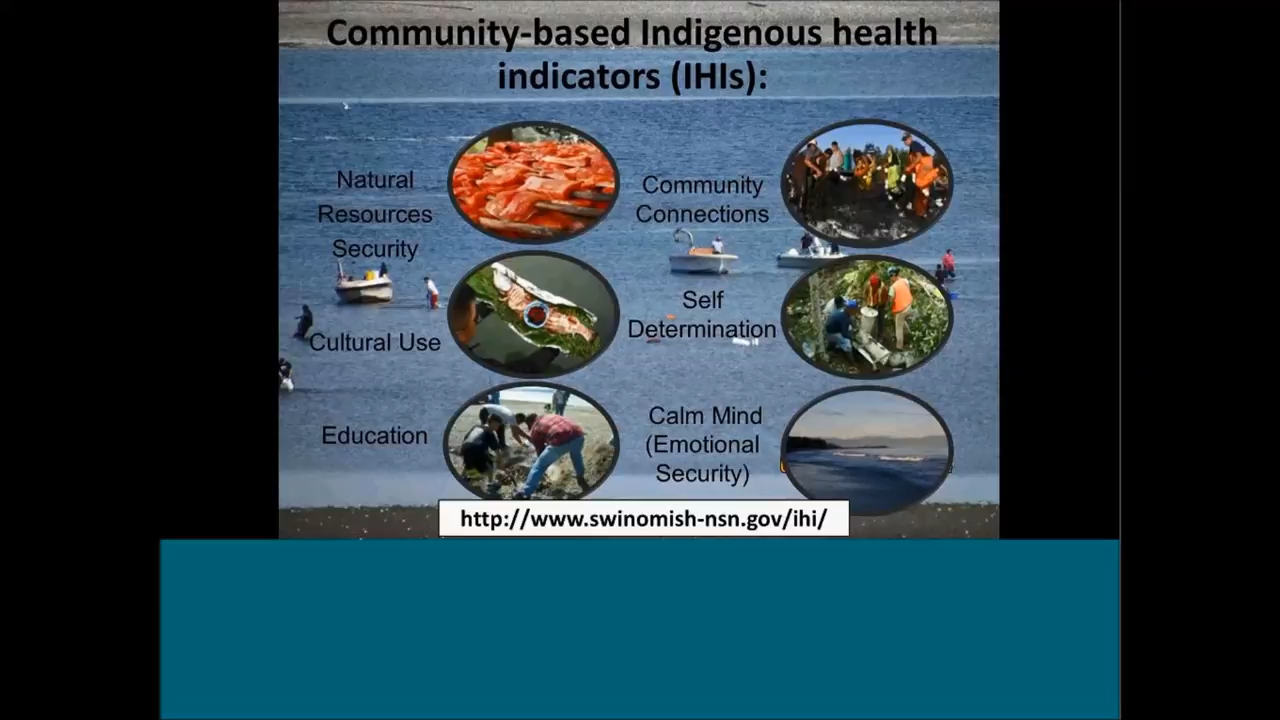 Community-based Indigenous health
indicators (IHIs):
Natural
Resources
Security
Community
Connections
Cultural Use
Self
Determination
Education
Calm Mind
(Emotional
Security)
http://www.swinomish-nsn.gov/ihi/